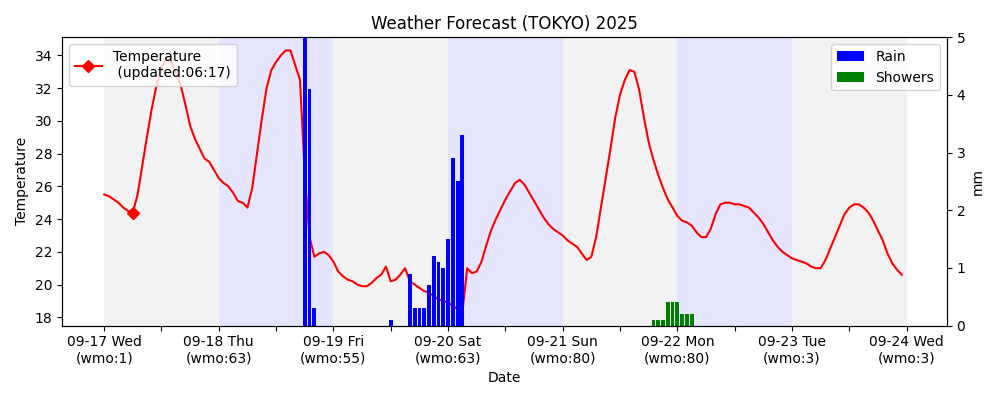 Weather Forecast (TOKYO) 2025
Temperature
(updated:06:17)
Rain
Showers
Temperature
34
32
30
28
26
24
22
20
18
5
4
3
2
1
0
mm
09-17 Wed
(wmo:1)
09-18 Thu
(wmo:63)
09-19 Fri
(wmo:55)
09-20 Sat
(wmo:63)
09-21 Sun
(wmo:80)
09-22 Mon
(wmo:80)
09-23 Tue
(wmo:3)
09-24 Wed
(wmo:3)
Date